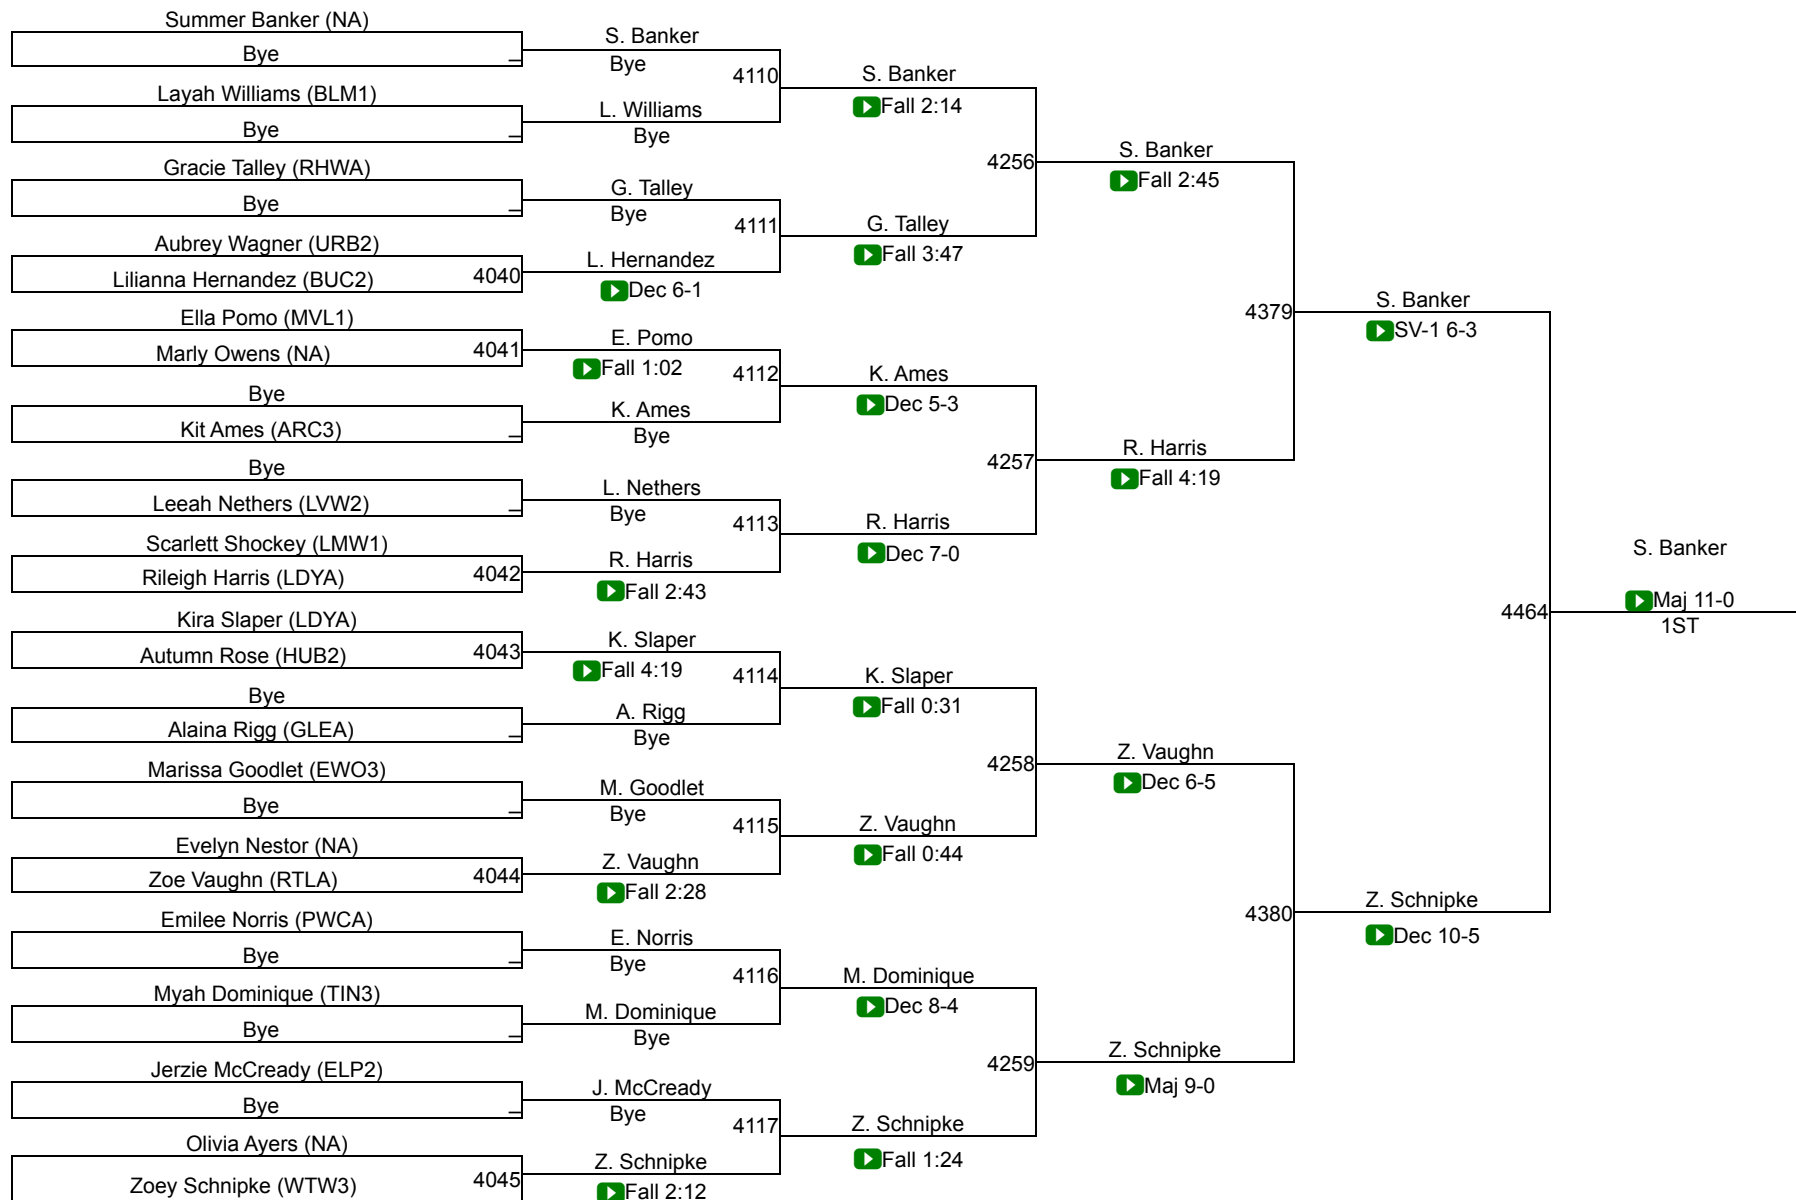 Summer Banker (NA)
Bye
Layah Williams (BLM1)
Bye
Gracie Talley (RHWA)
Bye
Aubrey Wagner (URB2)
Lilianna Hernandez (BUC2) 4040
Ella Pomo (MVL1)
Marly Owens (NA) 4041
Bye
Kit Ames (ARC3)
Bye
Leeah Nethers (LVW2)
Scarlett Shockey (LMW1)
Rileigh Harris (LDYA) 4042
Kira Slaper (LDYA)
Autumn Rose (HUB2) 4043
Bye
Alaina Rigg (GLEA)
Marissa Goodlet (EWO3)
Bye
Evelyn Nestor (NA)
Zoe Vaughn (RTLA) 4044
Emilee Norris (PWCA)
Bye
Myah Dominique (TIN3)
Bye
Jerzie McCready (ELP2)
Bye
Olivia Ayers (NA)
Zoey Schnipke (WTW3) 4045
S. Banker
Bye
4110
L. Williams
Bye
G. Talley
Bye
4111
L. Hernandez
Dec 6-1
E. Pomo
Fall 1:02
4112
K. Ames
Bye
L. Nethers
Bye
4113
R. Harris
Fall 2:43
K. Slaper
Fall 4:19
4114
A. Rigg
Bye
M. Goodlet
Bye
4115
Z. Vaughn
Fall 2:28
E. Norris
Bye
4116
M. Dominique
Bye
J. McCready
Bye
4117
Z. Schnipke
Fall 2:12
S. Banker
Fall 2:14
4256
G. Talley
Fall 3:47
K. Ames
Dec 5-3
4257
R. Harris
Dec 7-0
K. Slaper
Fall 0:31
4258
Z. Vaughn
Fall 0:44
M. Dominique
Dec 8-4
4259
Z. Schnipke
Fall 1:24
S. Banker
Fall 2:45
4379
R. Harris
Fall 4:19
Z. Vaughn
Dec 6-5
4380
Z. Schnipke
Maj 9-0
S. Banker
SV-1 6-3
4464
Z. Schnipke
Dec 10-5
S. Banker
Maj 11-0
1ST